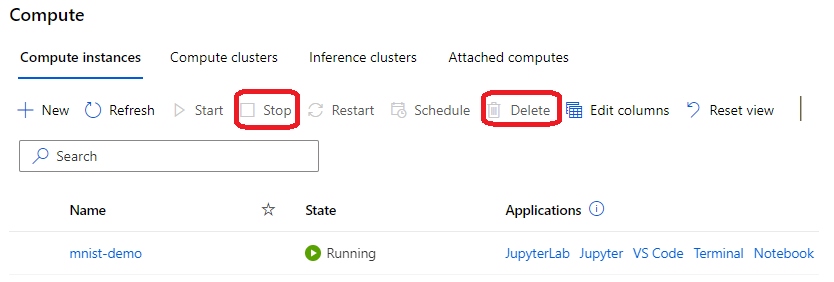 Compute
Compute instances Compute clusters Inference clusters Attached computes
New Refresh Start Stop Restart Schedule Delete Edit columns Reset view
Search
Name State Applications
mnist-demo Running JupyterLab Jupyter VS Code Terminal Notebook